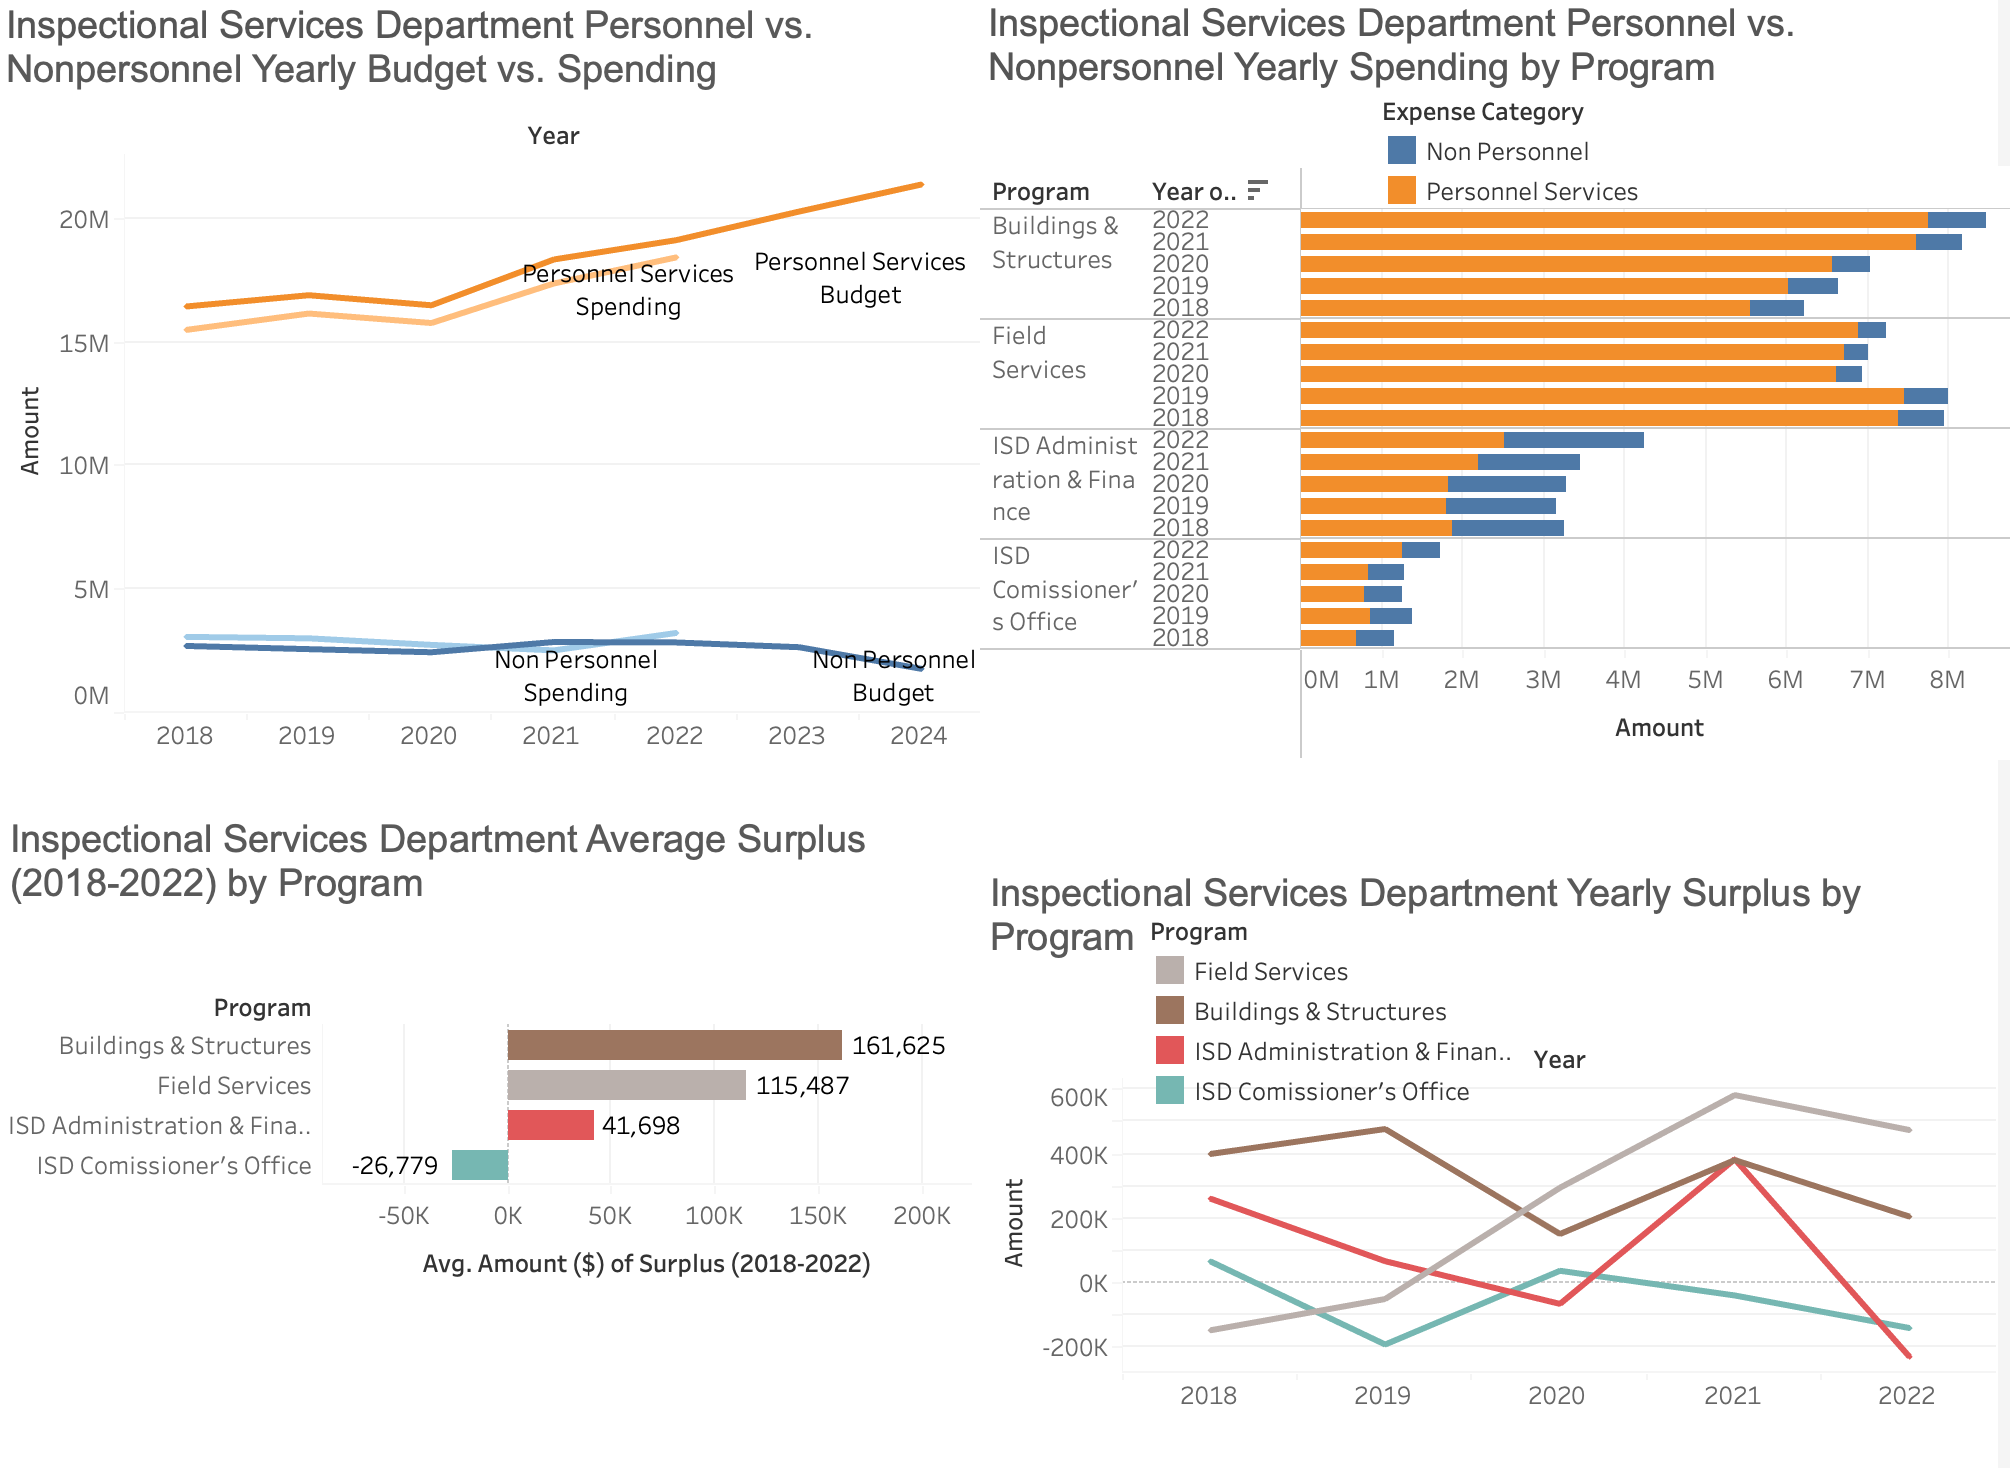 Inspectional Services Department Personnel vs.
Nonpersonnel Yearly Budget vs. Spending
Year
20M
15M
10M
5M
0M
Amount
Personnel Services
Spending
Personnel Services
Budget
Non Personnel
Spending
Non Personnel
Budget
2018 2019 2020 2021 2022 2023 2024
Inspectional Services Department Personnel vs.
Nonpersonnel Yearly Spending by Program
Expense Category
Non Personnel
Personnel Services
Program Year o..
Buildings &
Structures
2022
2021
2020
2019
2018
Field
Services
2022
2021
2020
2019
2018
ISD Administ
ration & Fina
nce
2022
2021
2020
2019
2018
ISD
Comissioner’
s Office
2022
2021
2020
2019
2018
0M 1M 2M 3M 4M 5M 6M 7M 8M
Amount
Inspectional Services Department Average Surplus
(2018-2022) by Program
Program
Buildings & Structures 161,625
Field Services 115,487
ISD Administration & Fina.. 41,698
ISD Comissioner’s Office -26,779
-50K 0K 50K 100K 150K 200K
Avg. Amount ($) of Surplus (2018-2022)
Inspectional Services Department Yearly Surplus by
Program
Program
Field Services
Buildings & Structures
ISD Administration & Finan..
ISD Comissioner’s Office
Year
600K
400K
200K
0K
-200K
Amount
2018 2019 2020 2021 2022